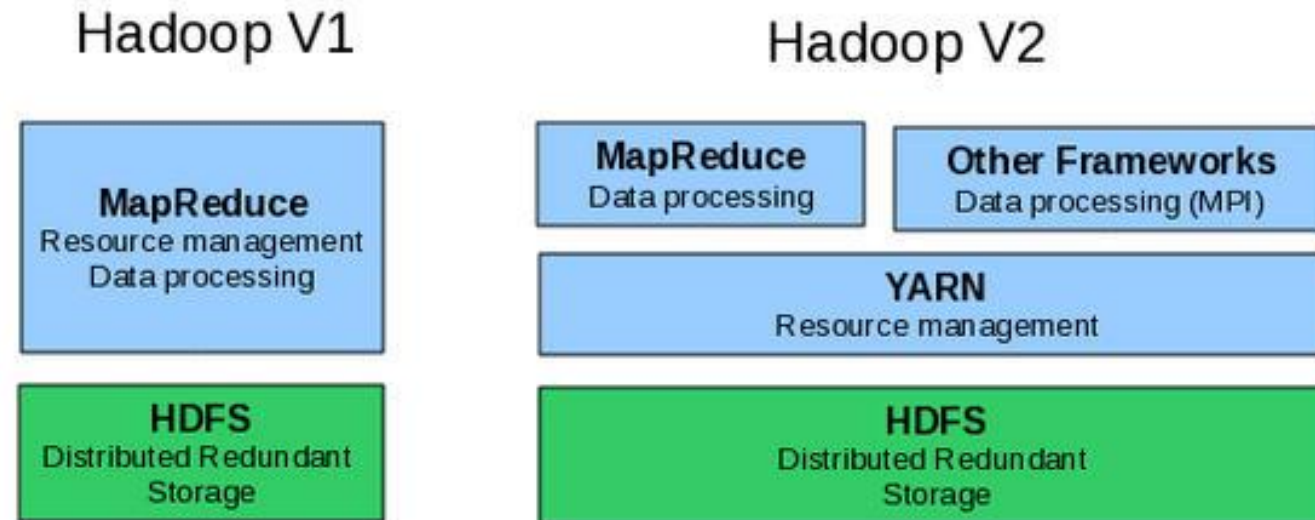 Hadoop V1
MapReduce
Resource management
Data processing
HDFS
Distributed Redundant
Storage
Hadoop V2
MapReduce
Data processing
Other Frameworks
Data processing (MPI)
YARN
Resource management
HDFS
Distributed Redundant
Storage